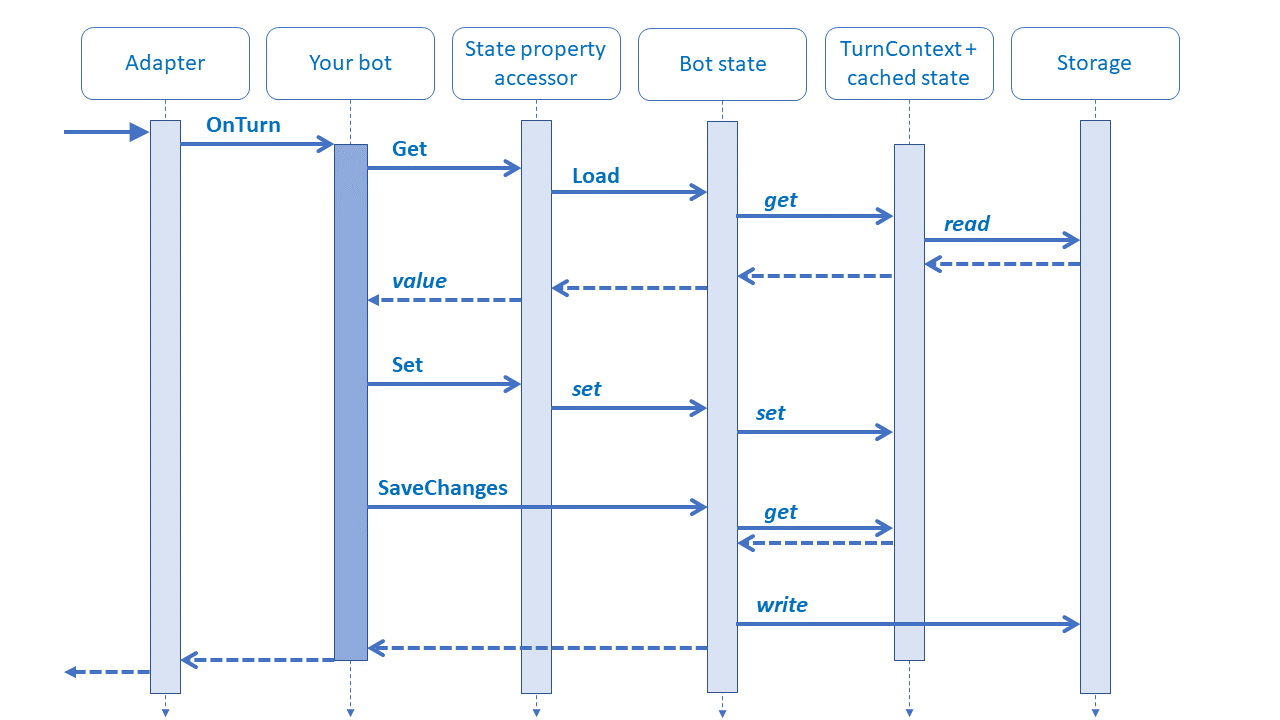 Adapter
Your bot
State property
accessor
Bot state
TurnContext +
cached state
Storage
OnTurn
Get
Load
get
read
value
Set
set
set
SaveChanges
get
write